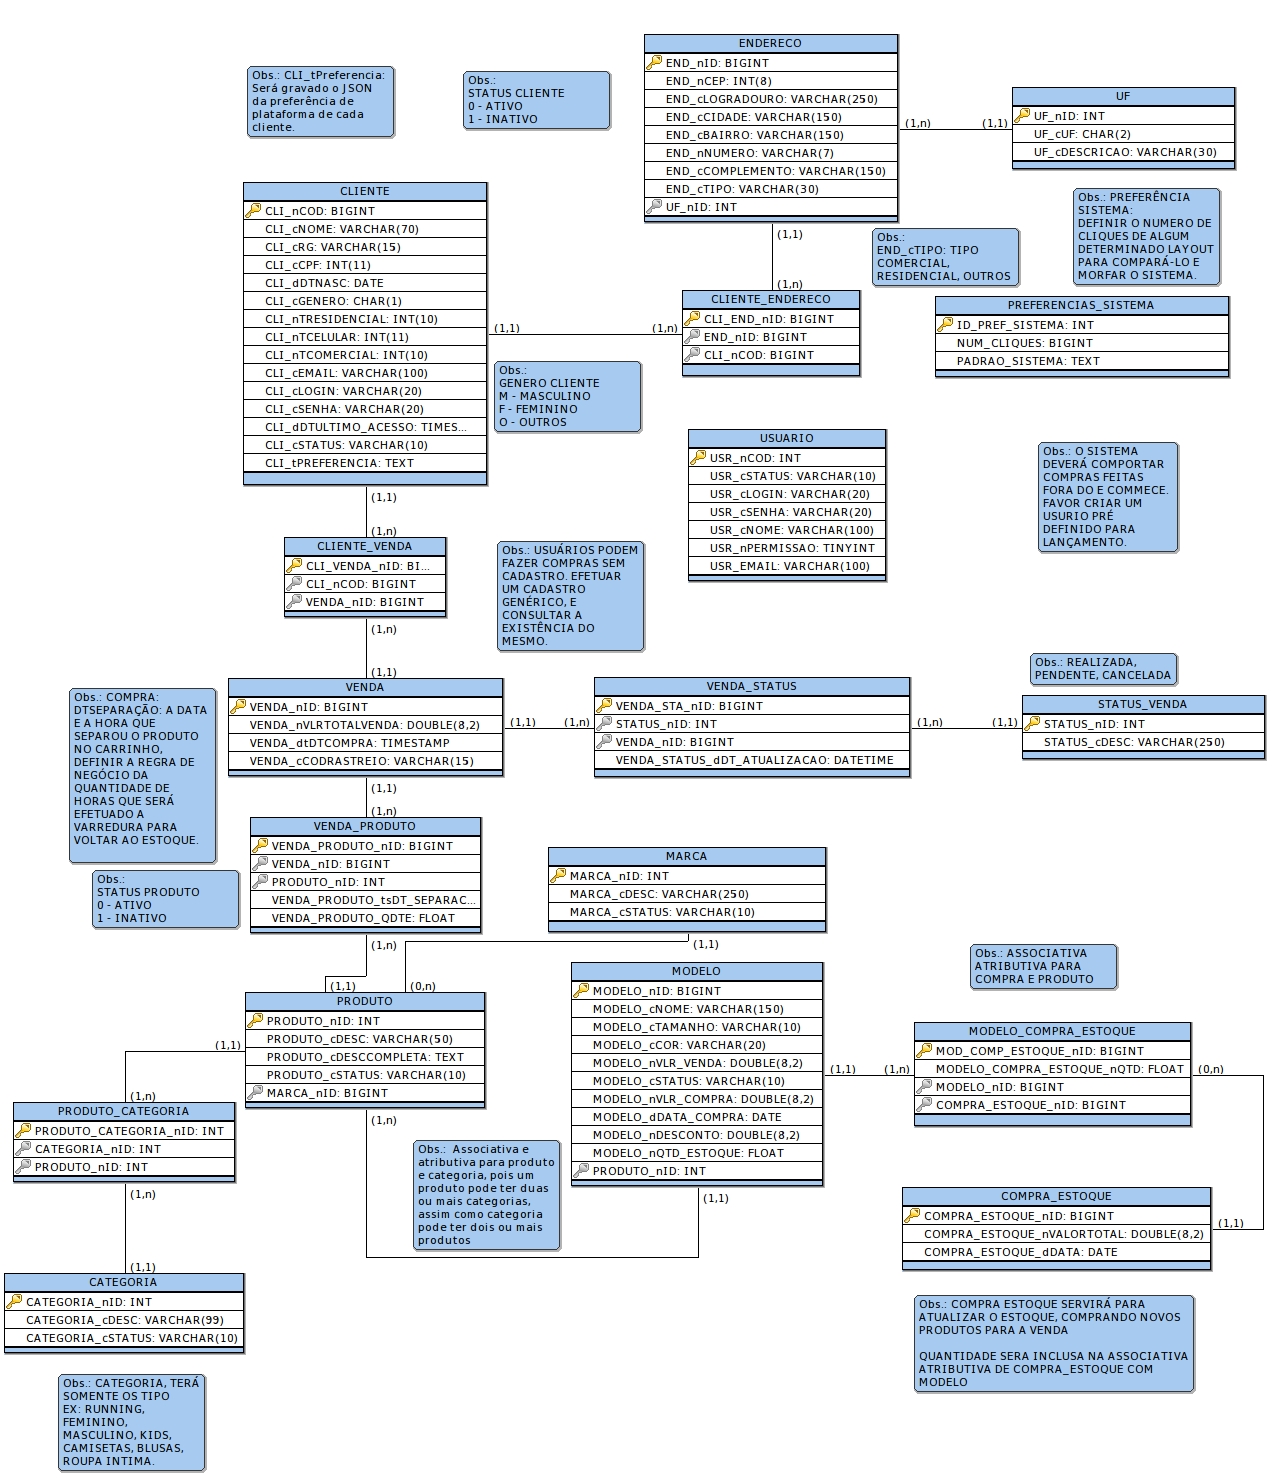 ENDERECO
END_nID: BIGINT
END_nCEP: INT(8)
END_cLOGRADOURO: VARCHAR(250)
END_cCIDADE: VARCHAR(150)
END_cBAIRRO: VARCHAR(150)
END_nNUMERO: VARCHAR(7)
END_cCOMPLEMENTO: VARCHAR(150)
END_cTIPO: VARCHAR(30)
UF_nID: INT
Obs.: CLI_tPreferencia:
Será gravado o JSON
da preferência de
plataforma de cada
cliente.
Obs.:
STATUS CLIENTE
0 - ATIVO
1 - INATIVO
(1,n)
(1,1)
UF
UF_nID: INT
UF_cUF: CHAR(2)
UF_cDESCRICAO: VARCHAR(30)
Obs.: PREFERÊNCIA
SISTEMA:
DEFINIR O NUMERO DE
CLIQUES DE ALGUM
DETERMINADO LAYOUT
PARA COMPARÁ-LO E
MORFAR O SISTEMA.
(1,1)
(1,n)
Obs.:
END_cTIPO: TIPO
COMERCIAL,
RESIDENCIAL, OUTROS
CLIENTE
CLI_nCOD: BIGINT
CLI_cNOME: VARCHAR(70)
CLI_cRG: VARCHAR(15)
CLI_cCPF: INT(11)
CLI_dDTNASC: DATE
CLI_cGENERO: CHAR(1)
CLI_nTRESIDENCIAL: INT(10)
CLI_nTCELULAR: INT(11)
CLI_nTCOMERCIAL: INT(10)
CLI_cEMAIL: VARCHAR(100)
CLI_cLOGIN: VARCHAR(20)
CLI_cSENHA: VARCHAR(20)
CLI_dDTULTIMO_ACESSO: TIMES...
CLI_cSTATUS: VARCHAR(10)
CLI_tPREFERENCIA: TEXT
(1,1)
(1,n)
CLIENTE_ENDERECO
CLI_END_nID: BIGINT
END_nID: BIGINT
CLI_nCOD: BIGINT
PREFERENCIAS_SISTEMA
ID_PREF_SISTEMA: INT
NUM_CLIQUES: BIGINT
PADRAO_SISTEMA: TEXT
Obs.:
GENERO CLIENTE
M - MASCULINO
F - FEMININO
O - OUTROS
USUARIO
USR_nCOD: INT
USR_cSTATUS: VARCHAR(10)
USR_cLOGIN: VARCHAR(20)
USR_cSENHA: VARCHAR(20)
USR_cNOME: VARCHAR(100)
USR_nPERMISSAO: TINYINT
USR_EMAIL: VARCHAR(100)
Obs.: O SISTEMA
DEVERÁ COMPORTAR
COMPRAS FEITAS
FORA DO E COMMECE.
FAVOR CRIAR UM
USURIO PRÉ
DEFINIDO PARA
LANÇAMENTO.
(1,1)
(1,n)
CLIENTE_VENDA
CLI_VENDA_nID: BI...
CLI_nCOD: BIGINT
VENDA_nID: BIGINT
Obs.: USUÁRIOS PODEM
FAZER COMPRAS SEM
CADASTRO. EFETUAR
UM CADASTRO
GENÉRICO, E
CONSULTAR A
EXISTÊNCIA DO
MESMO.
(1,n)
(1,1)
VENDA
VENDA_nID: BIGINT
VENDA_nVLRTOTALVENDA: DOUBLE(8,2)
VENDA_dtDTCOMPRA: TIMESTAMP
VENDA_cCODRASTREIO: VARCHAR(15)
(1,1)
(1,n)
VENDA_STATUS
VENDA_STA_nID: BIGINT
STATUS_nID: INT
VENDA_nID: BIGINT
VENDA_STATUS_dDT_ATUALIZACAO: DATETIME
(1,n)
(1,1)
Obs.: REALIZADA,
PENDENTE, CANCELADA
STATUS_VENDA
STATUS_nID: INT
STATUS_cDESC: VARCHAR(250)
Obs.: COMPRA:
DTSEPARAÇÃO: A DATA
E A HORA QUE
SEPAROU O PRODUTO
NO CARRINHO,
DEFINIR A REGRA DE
NEGÓCIO DA
QUANTIDADE DE
HORAS QUE SERÁ
EFETUADO A
VARREDURA PARA
VOLTAR AO ESTOQUE.
(1,1)
(1,n)
VENDA_PRODUTO
VENDA_PRODUTO_nID: BIGINT
VENDA_nID: BIGINT
PRODUTO_nID: INT
VENDA_PRODUTO_tsDT_SEPARAC...
VENDA_PRODUTO_QDTE: FLOAT
Obs.:
STATUS PRODUTO
0 - ATIVO
1 - INATIVO
MARCA
MARCA_nID: INT
MARCA_cDESC: VARCHAR(250)
MARCA_cSTATUS: VARCHAR(10)
(1,n)
(1,1)
(1,1)
(0,n)
PRODUTO
PRODUTO_nID: INT
PRODUTO_cDESC: VARCHAR(50)
PRODUTO_cDESCCOMPLETA: TEXT
PRODUTO_cSTATUS: VARCHAR(10)
MARCA_nID: BIGINT
MODELO
MODELO_nID: BIGINT
MODELO_cNOME: VARCHAR(150)
MODELO_cTAMANHO: VARCHAR(10)
MODELO_cCOR: VARCHAR(20)
MODELO_nVLR_VENDA: DOUBLE(8,2)
MODELO_cSTATUS: VARCHAR(10)
MODELO_nVLR_COMPRA: DOUBLE(8,2)
MODELO_dDATA_COMPRA: DATE
MODELO_nDESCONTO: DOUBLE(8,2)
MODELO_nQTD_ESTOQUE: FLOAT
PRODUTO_nID: INT
Obs.: ASSOCIATIVA
ATRIBUTIVA PARA
COMPRA E PRODUTO
(1,1)
(1,n)
MODELO_COMPRA_ESTOQUE
MOD_COMP_ESTOQUE_nID: BIGINT
MODELO_COMPRA_ESTOQUE_nQTD: FLOAT
MODELO_nID: BIGINT
COMPRA_ESTOQUE_nID: BIGINT
(0,n)
(1,1)
(1,1)
(1,n)
PRODUTO_CATEGORIA
PRODUTO_CATEGORIA_nID: INT
CATEGORIA_nID: INT
PRODUTO_nID: INT
(1,n)
(1,n)
(1,1)
Obs.: Associativa e
atributiva para produto
e categoria, pois um
produto pode ter duas
ou mais categorias,
assim como categoria
pode ter dois ou mais
produtos
COMPRA_ESTOQUE
COMPRA_ESTOQUE_nID: BIGINT
COMPRA_ESTOQUE_nVALORTOTAL: DOUBLE(8,2)
COMPRA_ESTOQUE_dDATA: DATE
(1,1)
CATEGORIA
CATEGORIA_nID: INT
CATEGORIA_cDESC: VARCHAR(99)
CATEGORIA_cSTATUS: VARCHAR(10)
Obs.: COMPRA ESTOQUE SERVIRÁ PARA
ATUALIZAR O ESTOQUE, COMPRANDO NOVOS
PRODUTOS PARA A VENDA
QUANTIDADE SERA INCLUSA NA ASSOCIATIVA
ATRIBUTIVA DE COMPRA_ESTOQUE COM
MODELO
Obs.: CATEGORIA, TERÁ
SOMENTE OS TIPO
EX: RUNNING,
FEMININO,
MASCULINO, KIDS,
CAMISETAS, BLUSAS,
ROUPA INTIMA.